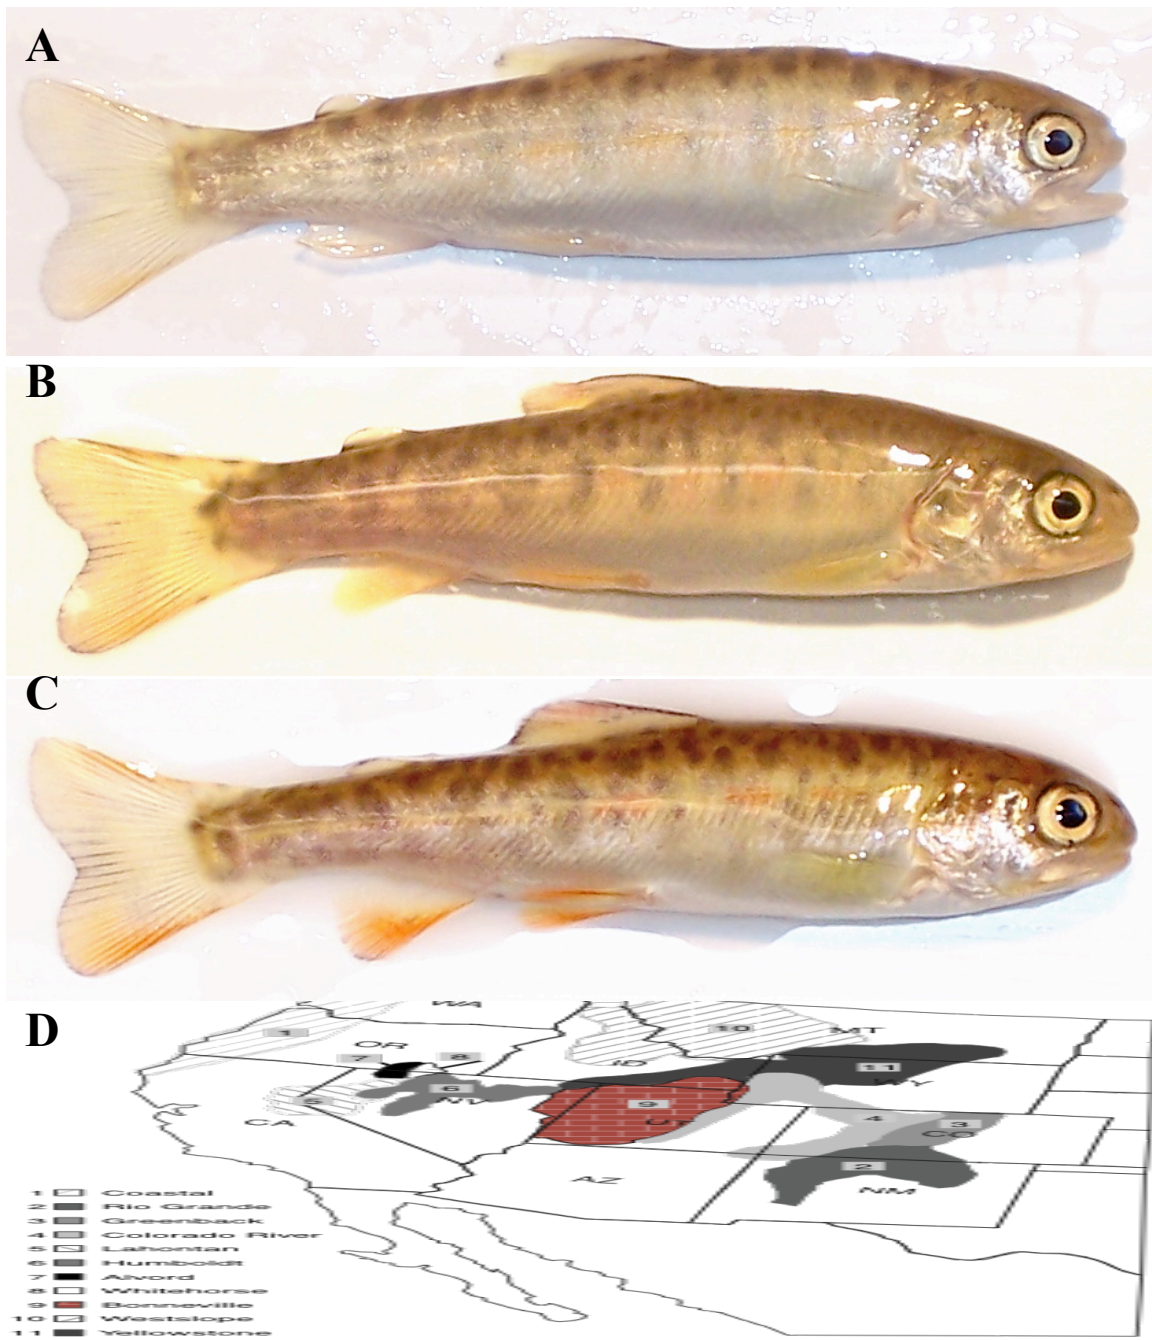 A
B
C
D
WA
1
10
MT
OR
7
8
ID
11
WY
6
NV
5
9
CA
UT
4
3
CO
2
AZ
NM
1 Coastal
2 Rio Grande
3 Greenback
4 Colorado River
5 Lahontan
6 Humboldt
7 Alvord
8 Whitehorse
9 Bonneville
10 Westslope
11 Yellowstone